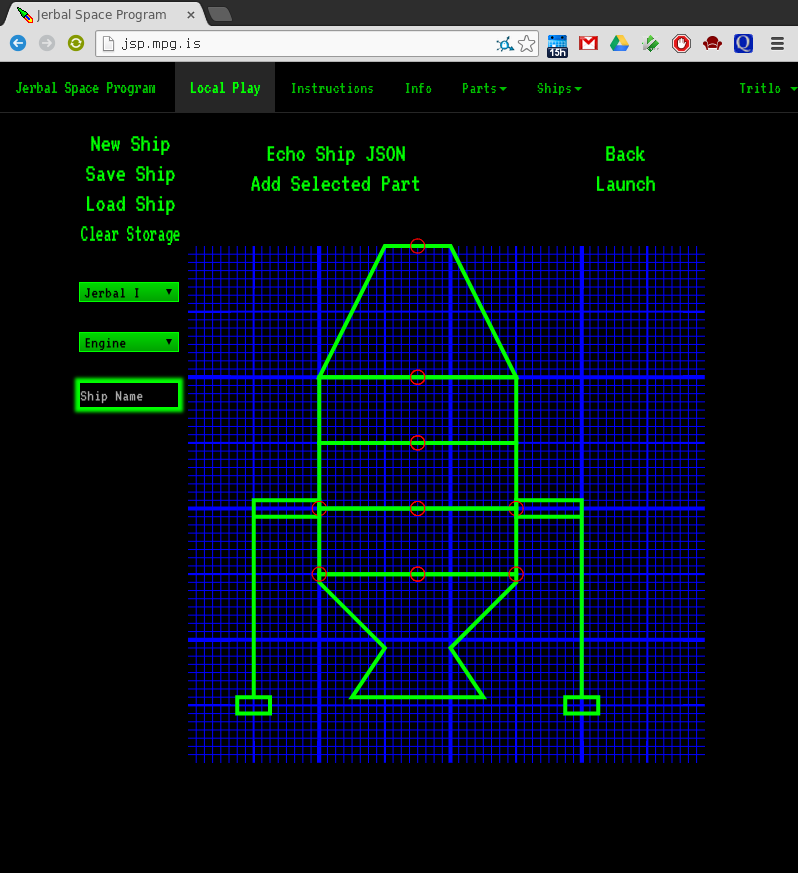 Jerbal Space Program
jsp.mpg.is
15h
Q
Jerbal Space Program Local Play Instructions Info Parts Ships Tritlo
New Ship
Save Ship
Load Ship
Clear Storage
Echo Ship JSON
Add Selected Part
Back
Launch
Jerbal I
Engine
Ship Name